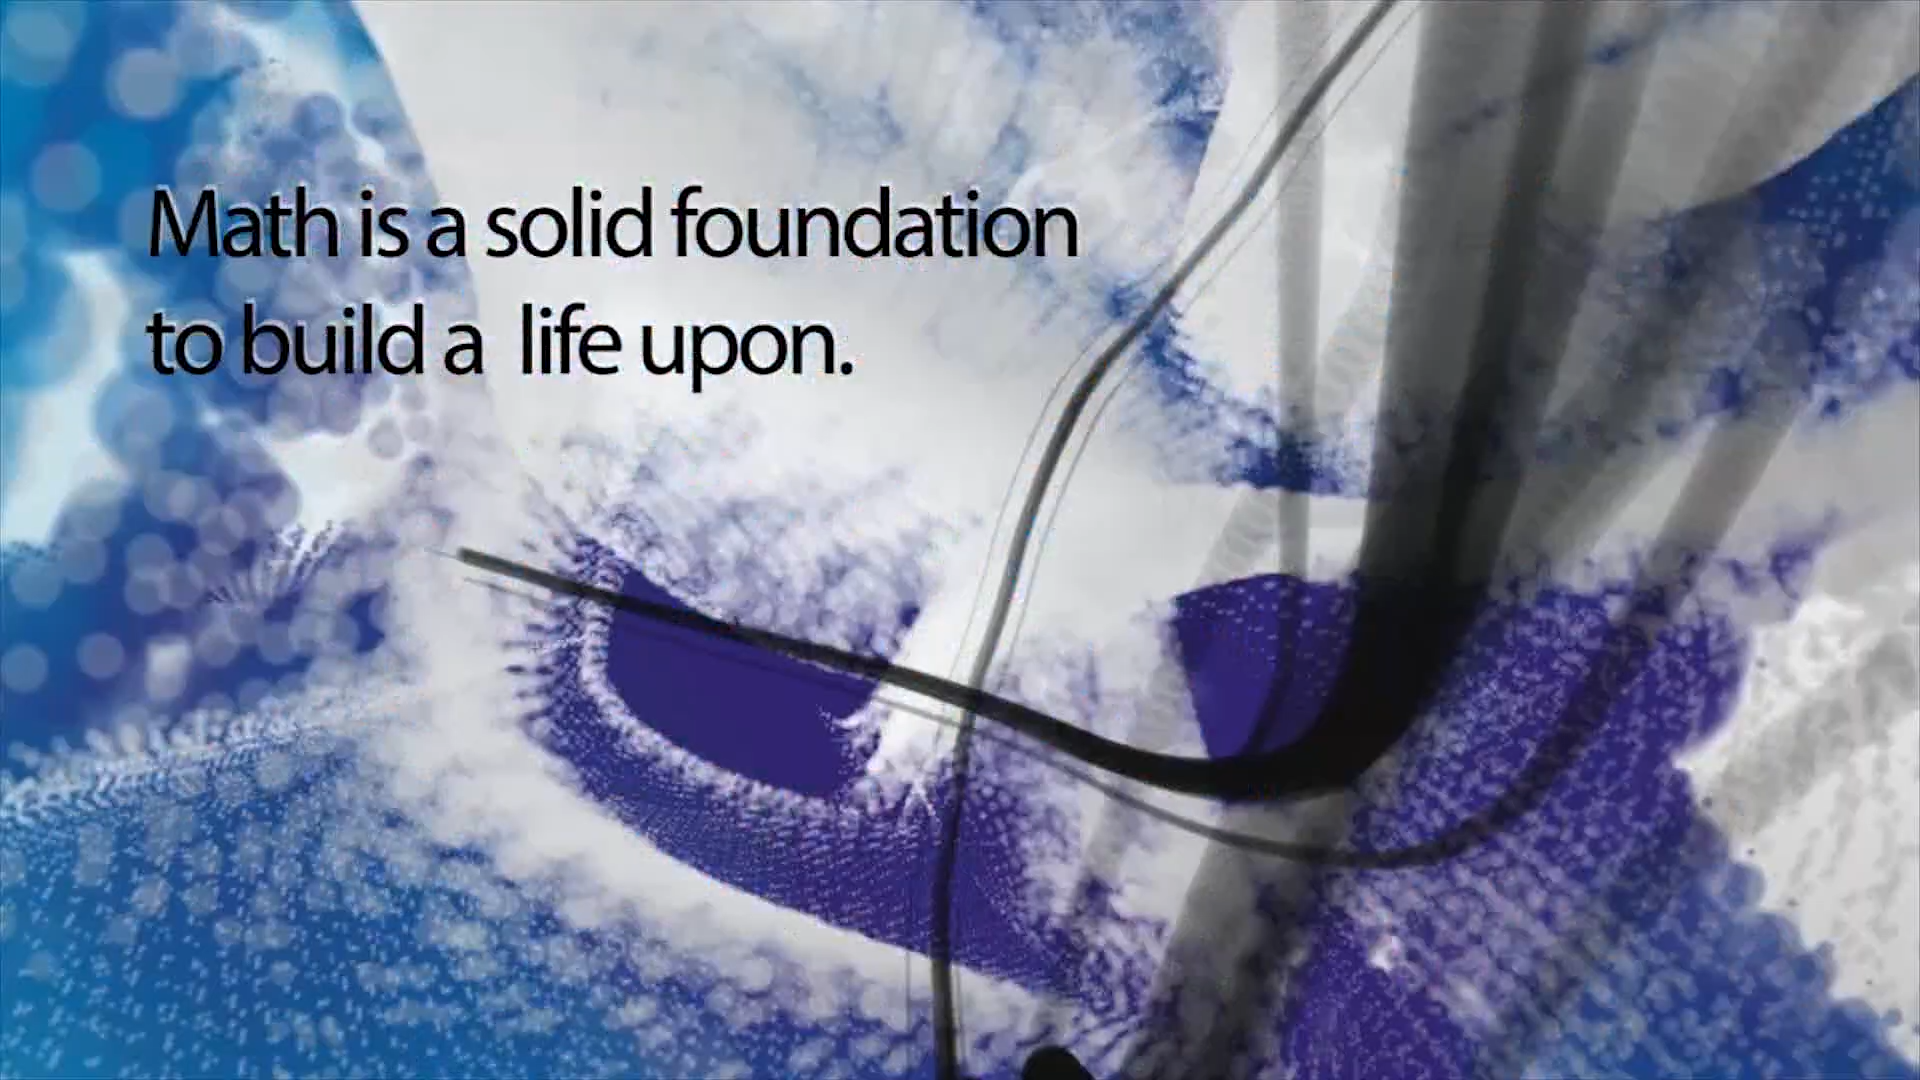 Math is a solid foundation
to build a  life upon.